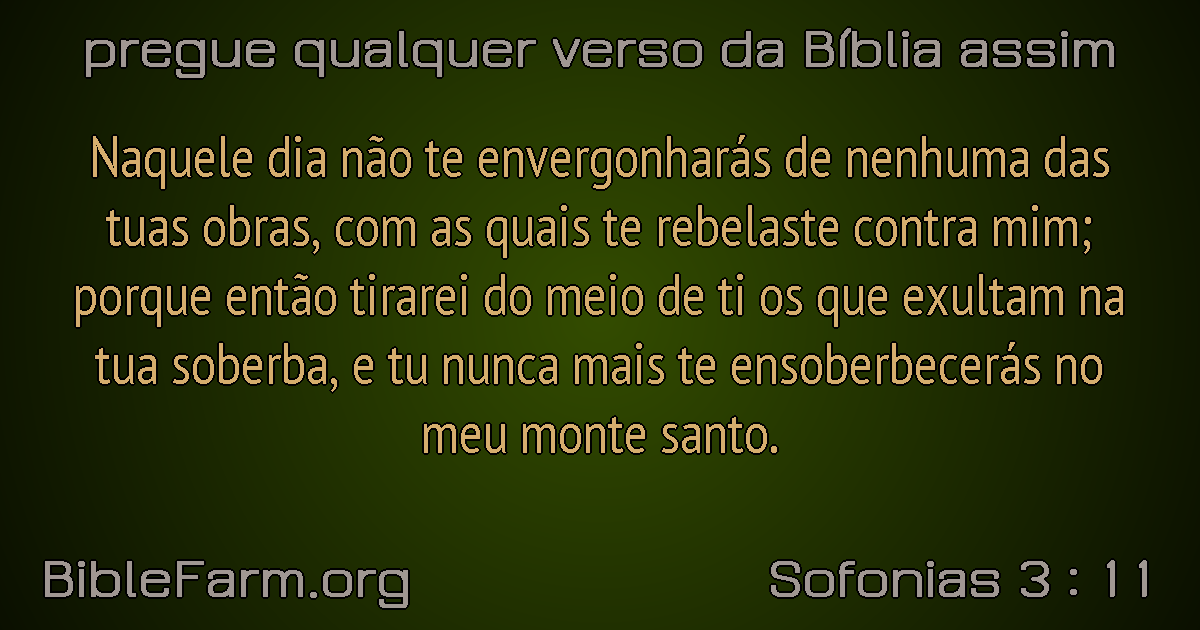 pregue qualquer verso da Bíblia assim
Naquele dia não te envergonharás de nenhuma das
tuas obras, com as quais te rebelaste contra mim;
porque então tirarei do meio de ti os que exultam na
tua soberba, e tu nunca mais te ensoberbecerás no
meu monte santo.
BibleFarm.org
Sofonias 3 : 11